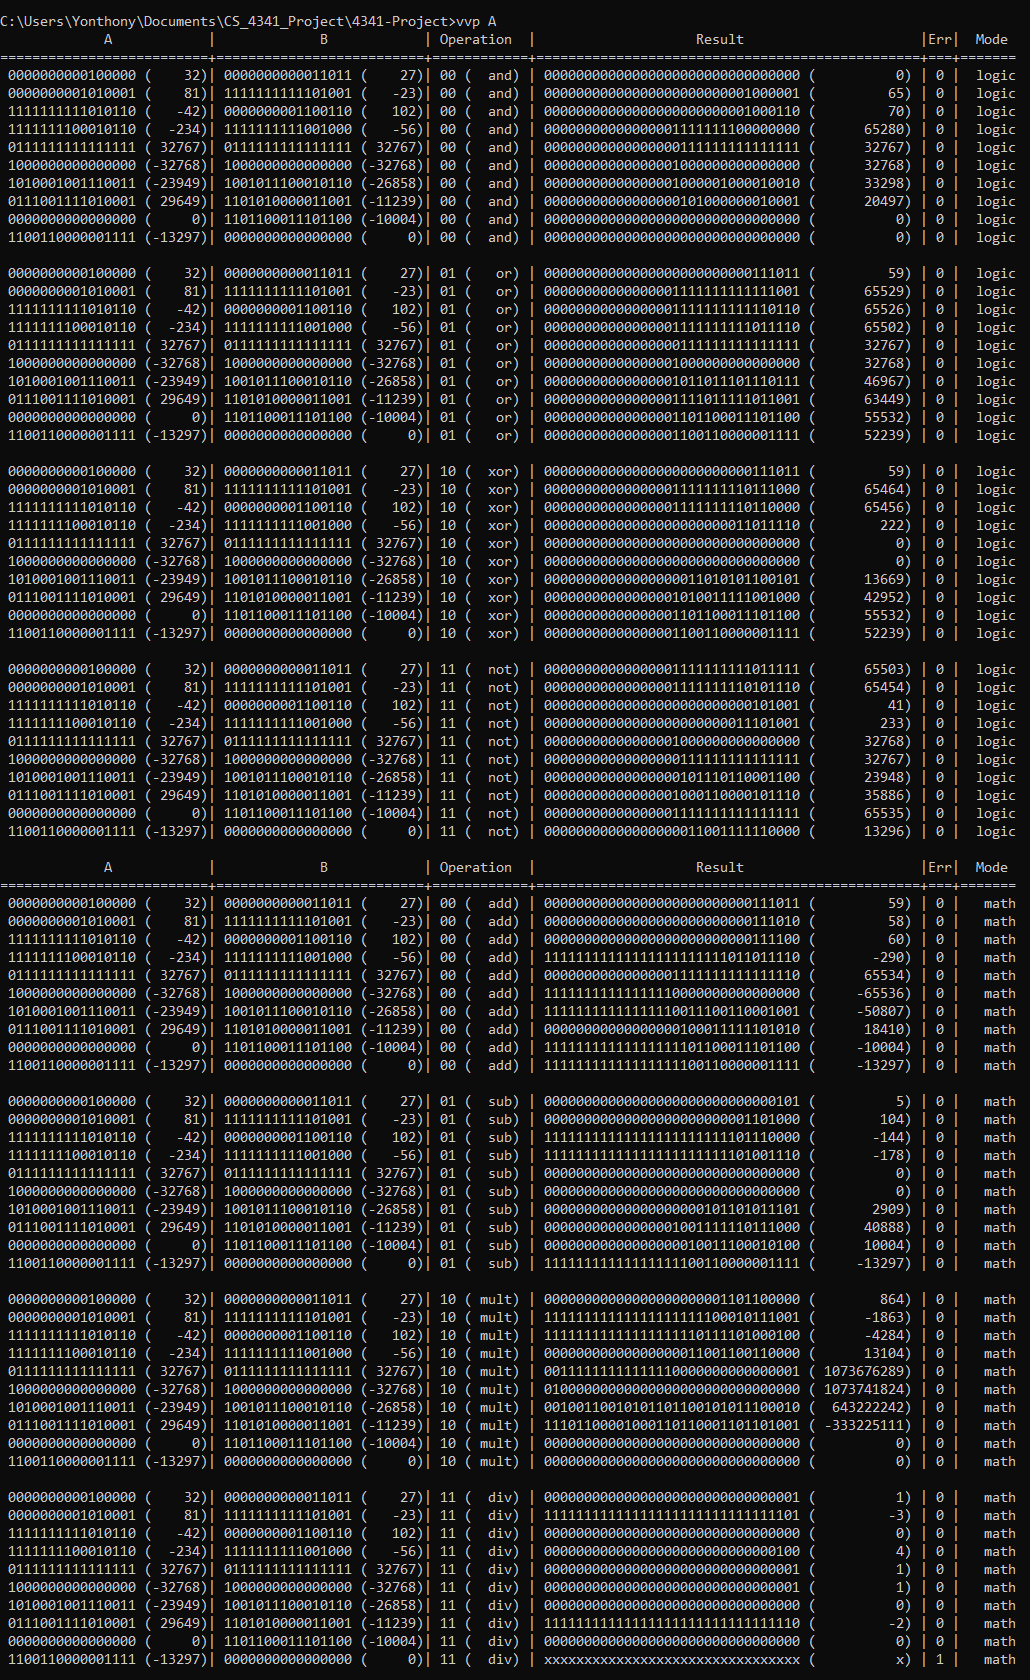 C:\Users\Yonthony\Documents\CS_4341_Project\4341-Project>vvp A
             A            |             B            | Operation  |                    Result                     |Err|  Mode
==========================+==========================+============+================================================+===+=======
 0000000000100000 (    32)| 0000000000011011 (    27)| 00 (  and) | 00000000000000000000000000000000 (          0) | 0 |  logic
 0000000001010001 (    81)| 1111111111101001 (   -23)| 00 (  and) | 00000000000000000000000001000001 (         65) | 0 |  logic
 1111111111010110 (   -42)| 0000000001100110 (   102)| 00 (  and) | 00000000000000000000000001000110 (         70) | 0 |  logic
 1111111100010110 (  -234)| 1111111111001000 (   -56)| 00 (  and) | 00000000000000001111111100000000 (      65280) | 0 |  logic
 0111111111111111 ( 32767)| 0111111111111111 ( 32767)| 00 (  and) | 00000000000000000111111111111111 (      32767) | 0 |  logic
 1000000000000000 (-32768)| 1000000000000000 (-32768)| 00 (  and) | 00000000000000001000000000000000 (      32768) | 0 |  logic
 1010001001110011 (-23949)| 1001011100010110 (-26858)| 00 (  and) | 00000000000000001000001000010010 (      33298) | 0 |  logic
 0111001111010001 ( 29649)| 1101010000011001 (-11239)| 00 (  and) | 00000000000000000101000000010001 (      20497) | 0 |  logic
 0000000000000000 (     0)| 1101100011101100 (-10004)| 00 (  and) | 00000000000000000000000000000000 (          0) | 0 |  logic
 1100110000001111 (-13297)| 0000000000000000 (     0)| 00 (  and) | 00000000000000000000000000000000 (          0) | 0 |  logic
 0000000000100000 (    32)| 0000000000011011 (    27)| 01 (   or) | 00000000000000000000000000111011 (         59) | 0 |  logic
 0000000001010001 (    81)| 1111111111101001 (   -23)| 01 (   or) | 00000000000000001111111111111001 (      65529) | 0 |  logic
 1111111111010110 (   -42)| 0000000001100110 (   102)| 01 (   or) | 00000000000000001111111111110110 (      65526) | 0 |  logic
 1111111100010110 (  -234)| 1111111111001000 (   -56)| 01 (   or) | 00000000000000001111111111011110 (      65502) | 0 |  logic
 0111111111111111 ( 32767)| 0111111111111111 ( 32767)| 01 (   or) | 00000000000000000111111111111111 (      32767) | 0 |  logic
 1000000000000000 (-32768)| 1000000000000000 (-32768)| 01 (   or) | 00000000000000001000000000000000 (      32768) | 0 |  logic
 1010001001110011 (-23949)| 1001011100010110 (-26858)| 01 (   or) | 00000000000000001011011101110111 (      46967) | 0 |  logic
 0111001111010001 ( 29649)| 1101010000011001 (-11239)| 01 (   or) | 00000000000000001111011111011001 (      63449) | 0 |  logic
 0000000000000000 (     0)| 1101100011101100 (-10004)| 01 (   or) | 00000000000000001101100011101100 (      55532) | 0 |  logic
 1100110000001111 (-13297)| 0000000000000000 (     0)| 01 (   or) | 00000000000000001100110000001111 (      52239) | 0 |  logic
 0000000000100000 (    32)| 0000000000011011 (    27)| 10 (  xor) | 00000000000000000000000000111011 (         59) | 0 |  logic
 0000000001010001 (    81)| 1111111111101001 (   -23)| 10 (  xor) | 00000000000000001111111110111000 (      65464) | 0 |  logic
 1111111111010110 (   -42)| 0000000001100110 (   102)| 10 (  xor) | 00000000000000001111111110110000 (      65456) | 0 |  logic
 1111111100010110 (  -234)| 1111111111001000 (   -56)| 10 (  xor) | 00000000000000000000000011011110 (        222) | 0 |  logic
 0111111111111111 ( 32767)| 0111111111111111 ( 32767)| 10 (  xor) | 00000000000000000000000000000000 (          0) | 0 |  logic
 1000000000000000 (-32768)| 1000000000000000 (-32768)| 10 (  xor) | 00000000000000000000000000000000 (          0) | 0 |  logic
 1010001001110011 (-23949)| 1001011100010110 (-26858)| 10 (  xor) | 00000000000000000011010101100101 (      13669) | 0 |  logic
 0111001111010001 ( 29649)| 1101010000011001 (-11239)| 10 (  xor) | 00000000000000001010011111001000 (      42952) | 0 |  logic
 0000000000000000 (     0)| 1101100011101100 (-10004)| 10 (  xor) | 00000000000000001101100011101100 (      55532) | 0 |  logic
 1100110000001111 (-13297)| 0000000000000000 (     0)| 10 (  xor) | 00000000000000001100110000001111 (      52239) | 0 |  logic
 0000000000100000 (    32)| 0000000000011011 (    27)| 11 (  not) | 00000000000000001111111111011111 (      65503) | 0 |  logic
 0000000001010001 (    81)| 1111111111101001 (   -23)| 11 (  not) | 00000000000000001111111110101110 (      65454) | 0 |  logic
 1111111111010110 (   -42)| 0000000001100110 (   102)| 11 (  not) | 00000000000000000000000000101001 (         41) | 0 |  logic
 1111111100010110 (  -234)| 1111111111001000 (   -56)| 11 (  not) | 00000000000000000000000011101001 (        233) | 0 |  logic
 0111111111111111 ( 32767)| 0111111111111111 ( 32767)| 11 (  not) | 00000000000000001000000000000000 (      32768) | 0 |  logic
 1000000000000000 (-32768)| 1000000000000000 (-32768)| 11 (  not) | 00000000000000000111111111111111 (      32767) | 0 |  logic
 1010001001110011 (-23949)| 1001011100010110 (-26858)| 11 (  not) | 00000000000000000101110110001100 (      23948) | 0 |  logic
 0111001111010001 ( 29649)| 1101010000011001 (-11239)| 11 (  not) | 00000000000000001000110000101110 (      35886) | 0 |  logic
 0000000000000000 (     0)| 1101100011101100 (-10004)| 11 (  not) | 00000000000000001111111111111111 (      65535) | 0 |  logic
 1100110000001111 (-13297)| 0000000000000000 (     0)| 11 (  not) | 00000000000000000011001111110000 (      13296) | 0 |  logic
             A            |             B            | Operation  |                    Result                     |Err|  Mode
==========================+==========================+============+================================================+===+=======
 0000000000100000 (    32)| 0000000000011011 (    27)| 00 (  add) | 00000000000000000000000000111011 (         59) | 0 |   math
 0000000001010001 (    81)| 1111111111101001 (   -23)| 00 (  add) | 00000000000000000000000000111010 (         58) | 0 |   math
 1111111111010110 (   -42)| 0000000001100110 (   102)| 00 (  add) | 00000000000000000000000000111100 (         60) | 0 |   math
 1111111100010110 (  -234)| 1111111111001000 (   -56)| 00 (  add) | 11111111111111111111111011011110 (       -290) | 0 |   math
 0111111111111111 ( 32767)| 0111111111111111 ( 32767)| 00 (  add) | 00000000000000001111111111111110 (      65534) | 0 |   math
 1000000000000000 (-32768)| 1000000000000000 (-32768)| 00 (  add) | 11111111111111110000000000000000 (     -65536) | 0 |   math
 1010001001110011 (-23949)| 1001011100010110 (-26858)| 00 (  add) | 11111111111111110011100110001001 (     -50807) | 0 |   math
 0111001111010001 ( 29649)| 1101010000011001 (-11239)| 00 (  add) | 00000000000000000100011111101010 (      18410) | 0 |   math
 0000000000000000 (     0)| 1101100011101100 (-10004)| 00 (  add) | 11111111111111111101100011101100 (     -10004) | 0 |   math
 1100110000001111 (-13297)| 0000000000000000 (     0)| 00 (  add) | 11111111111111111100110000001111 (     -13297) | 0 |   math
 0000000000100000 (    32)| 0000000000011011 (    27)| 01 (  sub) | 00000000000000000000000000000101 (          5) | 0 |   math
 0000000001010001 (    81)| 1111111111101001 (   -23)| 01 (  sub) | 00000000000000000000000001101000 (        104) | 0 |   math
 1111111111010110 (   -42)| 0000000001100110 (   102)| 01 (  sub) | 11111111111111111111111101110000 (       -144) | 0 |   math
 1111111100010110 (  -234)| 1111111111001000 (   -56)| 01 (  sub) | 11111111111111111111111101001110 (       -178) | 0 |   math
 0111111111111111 ( 32767)| 0111111111111111 ( 32767)| 01 (  sub) | 00000000000000000000000000000000 (          0) | 0 |   math
 1000000000000000 (-32768)| 1000000000000000 (-32768)| 01 (  sub) | 00000000000000000000000000000000 (          0) | 0 |   math
 1010001001110011 (-23949)| 1001011100010110 (-26858)| 01 (  sub) | 00000000000000000000101101011101 (       2909) | 0 |   math
 0111001111010001 ( 29649)| 1101010000011001 (-11239)| 01 (  sub) | 00000000000000001001111110111000 (      40888) | 0 |   math
 0000000000000000 (     0)| 1101100011101100 (-10004)| 01 (  sub) | 00000000000000000010011100010100 (      10004) | 0 |   math
 1100110000001111 (-13297)| 0000000000000000 (     0)| 01 (  sub) | 11111111111111111100110000001111 (     -13297) | 0 |   math
 0000000000100000 (    32)| 0000000000011011 (    27)| 10 ( mult) | 00000000000000000000001101100000 (        864) | 0 |   math
 0000000001010001 (    81)| 1111111111101001 (   -23)| 10 ( mult) | 11111111111111111111100010111001 (      -1863) | 0 |   math
 1111111111010110 (   -42)| 0000000001100110 (   102)| 10 ( mult) | 11111111111111111110111101000100 (      -4284) | 0 |   math
 1111111100010110 (  -234)| 1111111111001000 (   -56)| 10 ( mult) | 00000000000000000011001100110000 (      13104) | 0 |   math
 0111111111111111 ( 32767)| 0111111111111111 ( 32767)| 10 ( mult) | 00111111111111110000000000000001 ( 1073676289) | 0 |   math
 1000000000000000 (-32768)| 1000000000000000 (-32768)| 10 ( mult) | 01000000000000000000000000000000 ( 1073741824) | 0 |   math
 1010001001110011 (-23949)| 1001011100010110 (-26858)| 10 ( mult) | 00100110010101101100101011100010 (  643222242) | 0 |   math
 0111001111010001 ( 29649)| 1101010000011001 (-11239)| 10 ( mult) | 11101100001000110110001101101001 ( -333225111) | 0 |   math
 0000000000000000 (     0)| 1101100011101100 (-10004)| 10 ( mult) | 00000000000000000000000000000000 (          0) | 0 |   math
 1100110000001111 (-13297)| 0000000000000000 (     0)| 10 ( mult) | 00000000000000000000000000000000 (          0) | 0 |   math
 0000000000100000 (    32)| 0000000000011011 (    27)| 11 (  div) | 00000000000000000000000000000001 (          1) | 0 |   math
 0000000001010001 (    81)| 1111111111101001 (   -23)| 11 (  div) | 11111111111111111111111111111101 (         -3) | 0 |   math
 1111111111010110 (   -42)| 0000000001100110 (   102)| 11 (  div) | 00000000000000000000000000000000 (          0) | 0 |   math
 1111111100010110 (  -234)| 1111111111001000 (   -56)| 11 (  div) | 00000000000000000000000000000100 (          4) | 0 |   math
 0111111111111111 ( 32767)| 0111111111111111 ( 32767)| 11 (  div) | 00000000000000000000000000000001 (          1) | 0 |   math
 1000000000000000 (-32768)| 1000000000000000 (-32768)| 11 (  div) | 00000000000000000000000000000001 (          1) | 0 |   math
 1010001001110011 (-23949)| 1001011100010110 (-26858)| 11 (  div) | 00000000000000000000000000000000 (          0) | 0 |   math
 0111001111010001 ( 29649)| 1101010000011001 (-11239)| 11 (  div) | 11111111111111111111111111111110 (         -2) | 0 |   math
 0000000000000000 (     0)| 1101100011101100 (-10004)| 11 (  div) | 00000000000000000000000000000000 (          0) | 0 |   math
 1100110000001111 (-13297)| 0000000000000000 (     0)| 11 (  div) | xxxxxxxxxxxxxxxxxxxxxxxxxxxxxxxx (          x) | 1 |   math